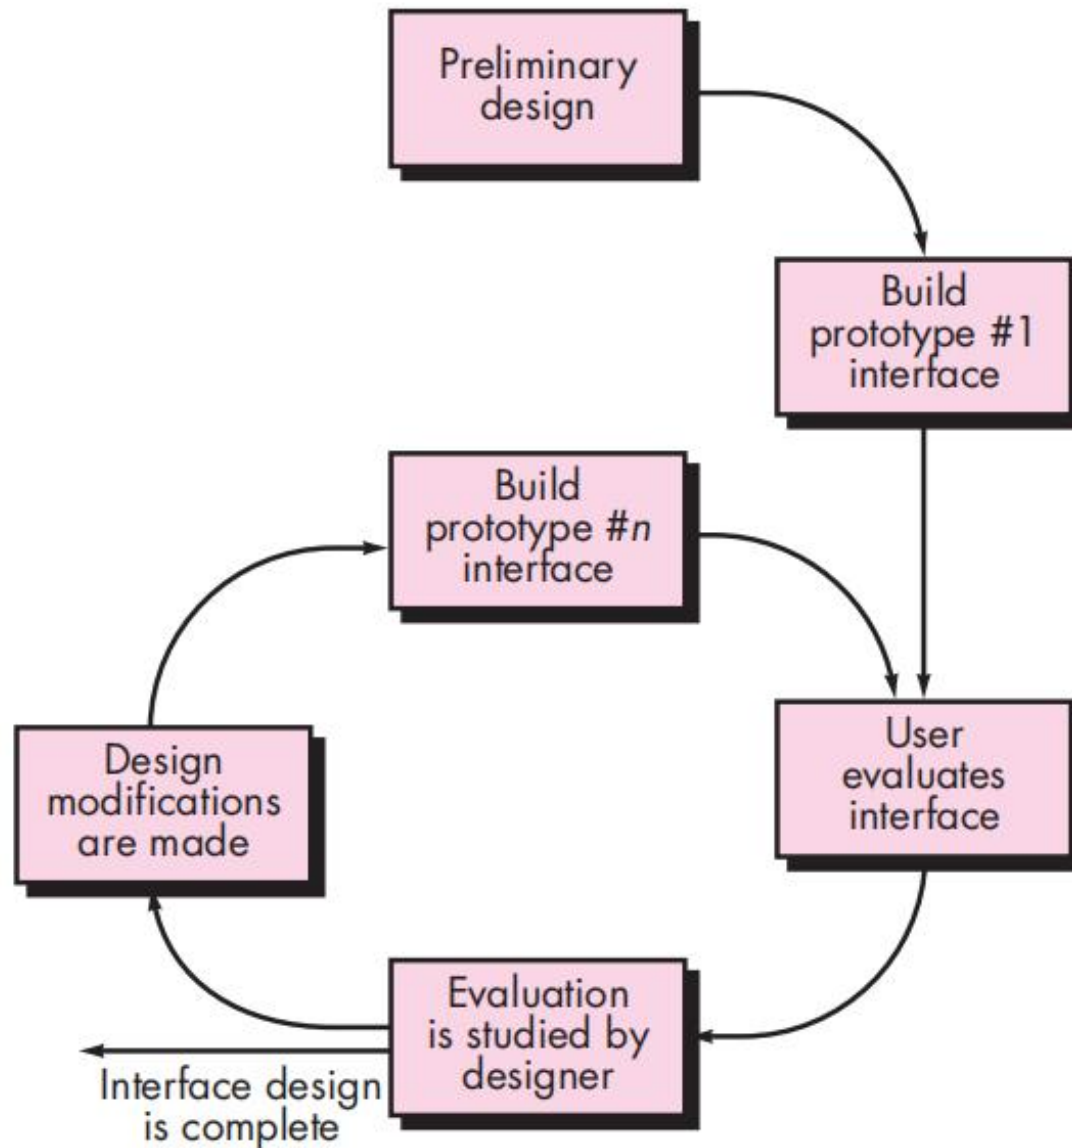 Preliminary
design
Build
prototype #1
interface
Build
prototype #n
interface
User
evaluates
interface
Design
modifications
are made
Evaluation
is studied by
designer
Interface design
is complete